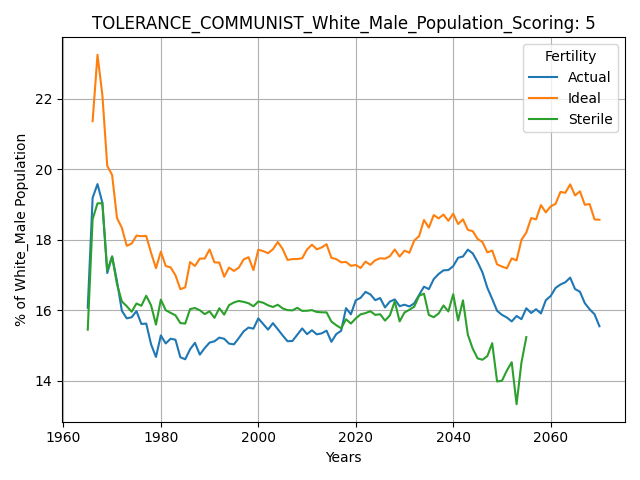 TOLERANCE_COMMUNIST_White_Male_Population_Scoring: 5
Fertility
Actual
Ideal
Sterile
% of White_Male Population
22
20
18
16
14
1960 1980 2000 2020 2040 2060
Years